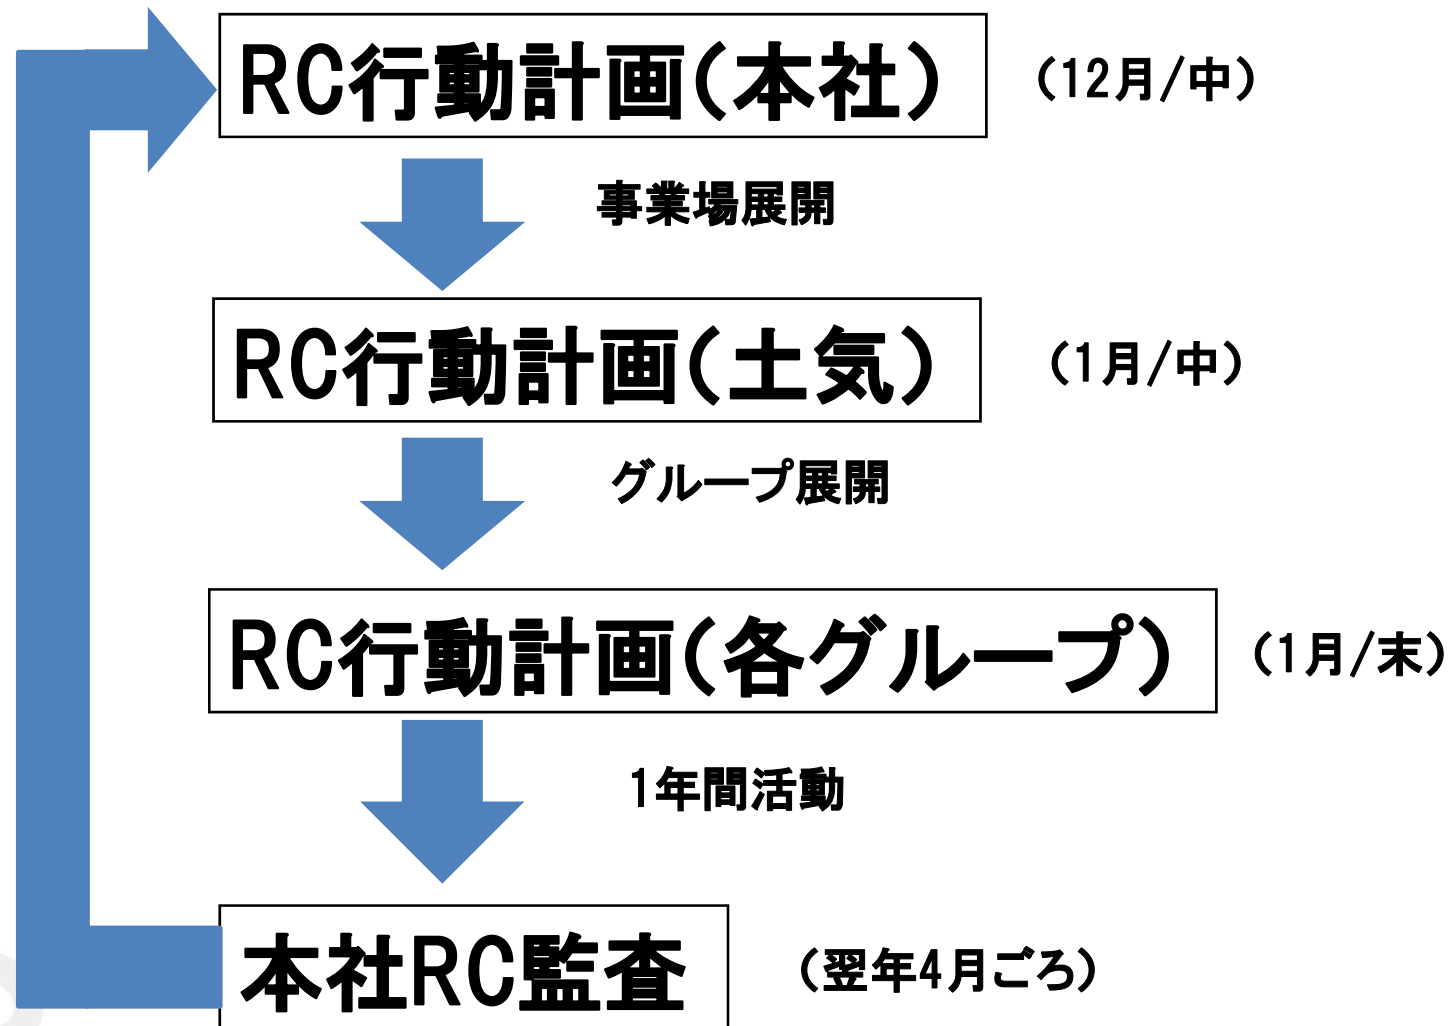 RC行動計画(本社) (12月/中)
事業場展開
RC行動計画(土気) (1月/中)
グループ展開
RC行動計画(各グループ) (1月/末)
1年間活動
本社RC監査 (翌年4月ごろ)